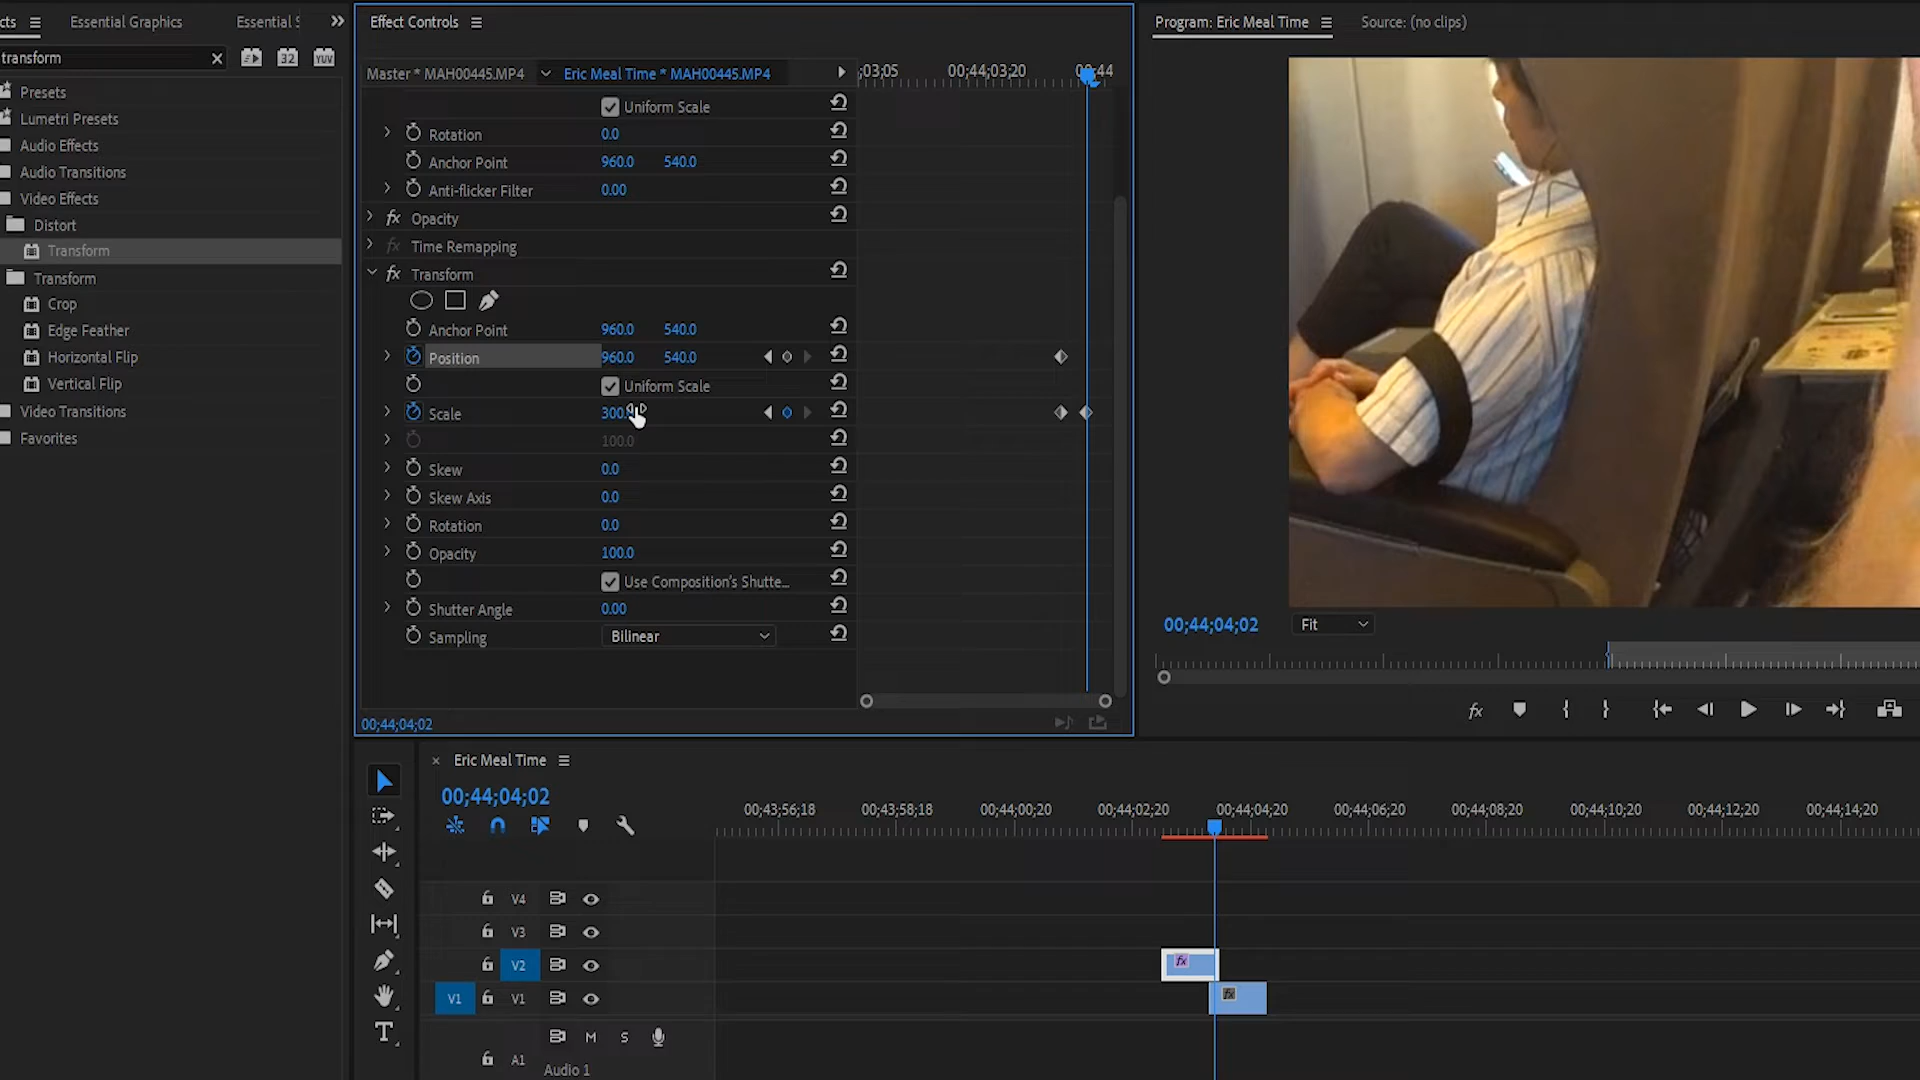 cts
Essential Graphics
Essential S
Effect Controls
Program: Eric Meal Time
Source: (no clips)
transform
32
YUV
Master * MAH00445.MP4
Eric Meal Time * MAH00445.MP4
;03;05
00;44;03;20
00;44
Presets
Lumetri Presets
Audio Effects
Audio Transitions
Video Effects
Distort
Transform
Transform
Crop
Edge Feather
Horizontal Flip
Vertical Flip
Video Transitions
Favorites
Uniform Scale
Rotation 0.0
Anchor Point 960.0 540.0
Anti-flicker Filter 0.00
fx Opacity
fx Time Remapping
fx Transform
Anchor Point 960.0 540.0
Position 960.0 540.0
Uniform Scale
Scale 300.
100.0
Skew 0.0
Skew Axis 0.0
Rotation 0.0
Opacity 100.0
Use Composition's Shutte...
Shutter Angle 0.00
Sampling Bilinear
00;44;04;02
00;44;04;02 Fit
fx
× Eric Meal Time
00;44;04;02
00;43;56;18 00;43;58;18 00;44;00;20 00;44;02;20 00;44;04;20 00;44;06;20 00;44;08;20 00;44;10;20 00;44;12;20 00;44;14;20
V4
V3
V2 fx
V1 V1 fx
M S
A1
Audio 1
T